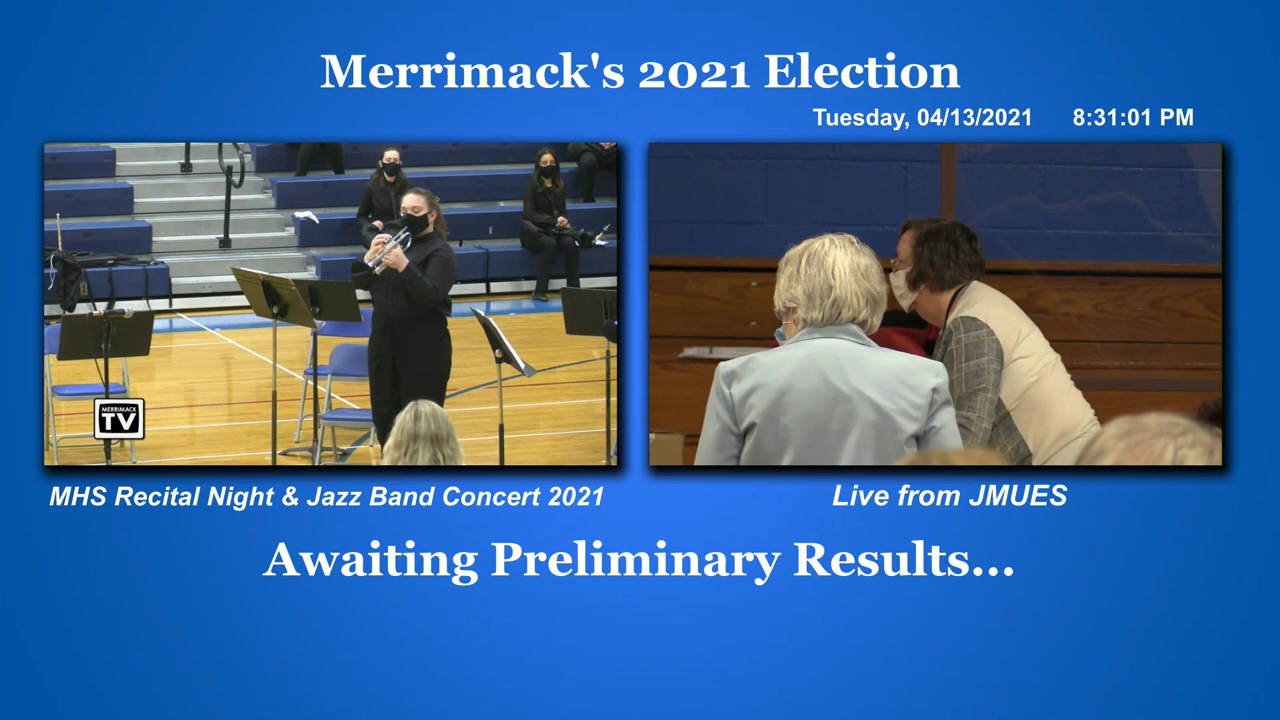 Merrimack's 2021 Election
Tuesday, 04/13/2021 8:31:01 PM
MERRIMACK
TV
MHS Recital Night & Jazz Band Concert 2021
Live from JMUES
Awaiting Preliminary Results...